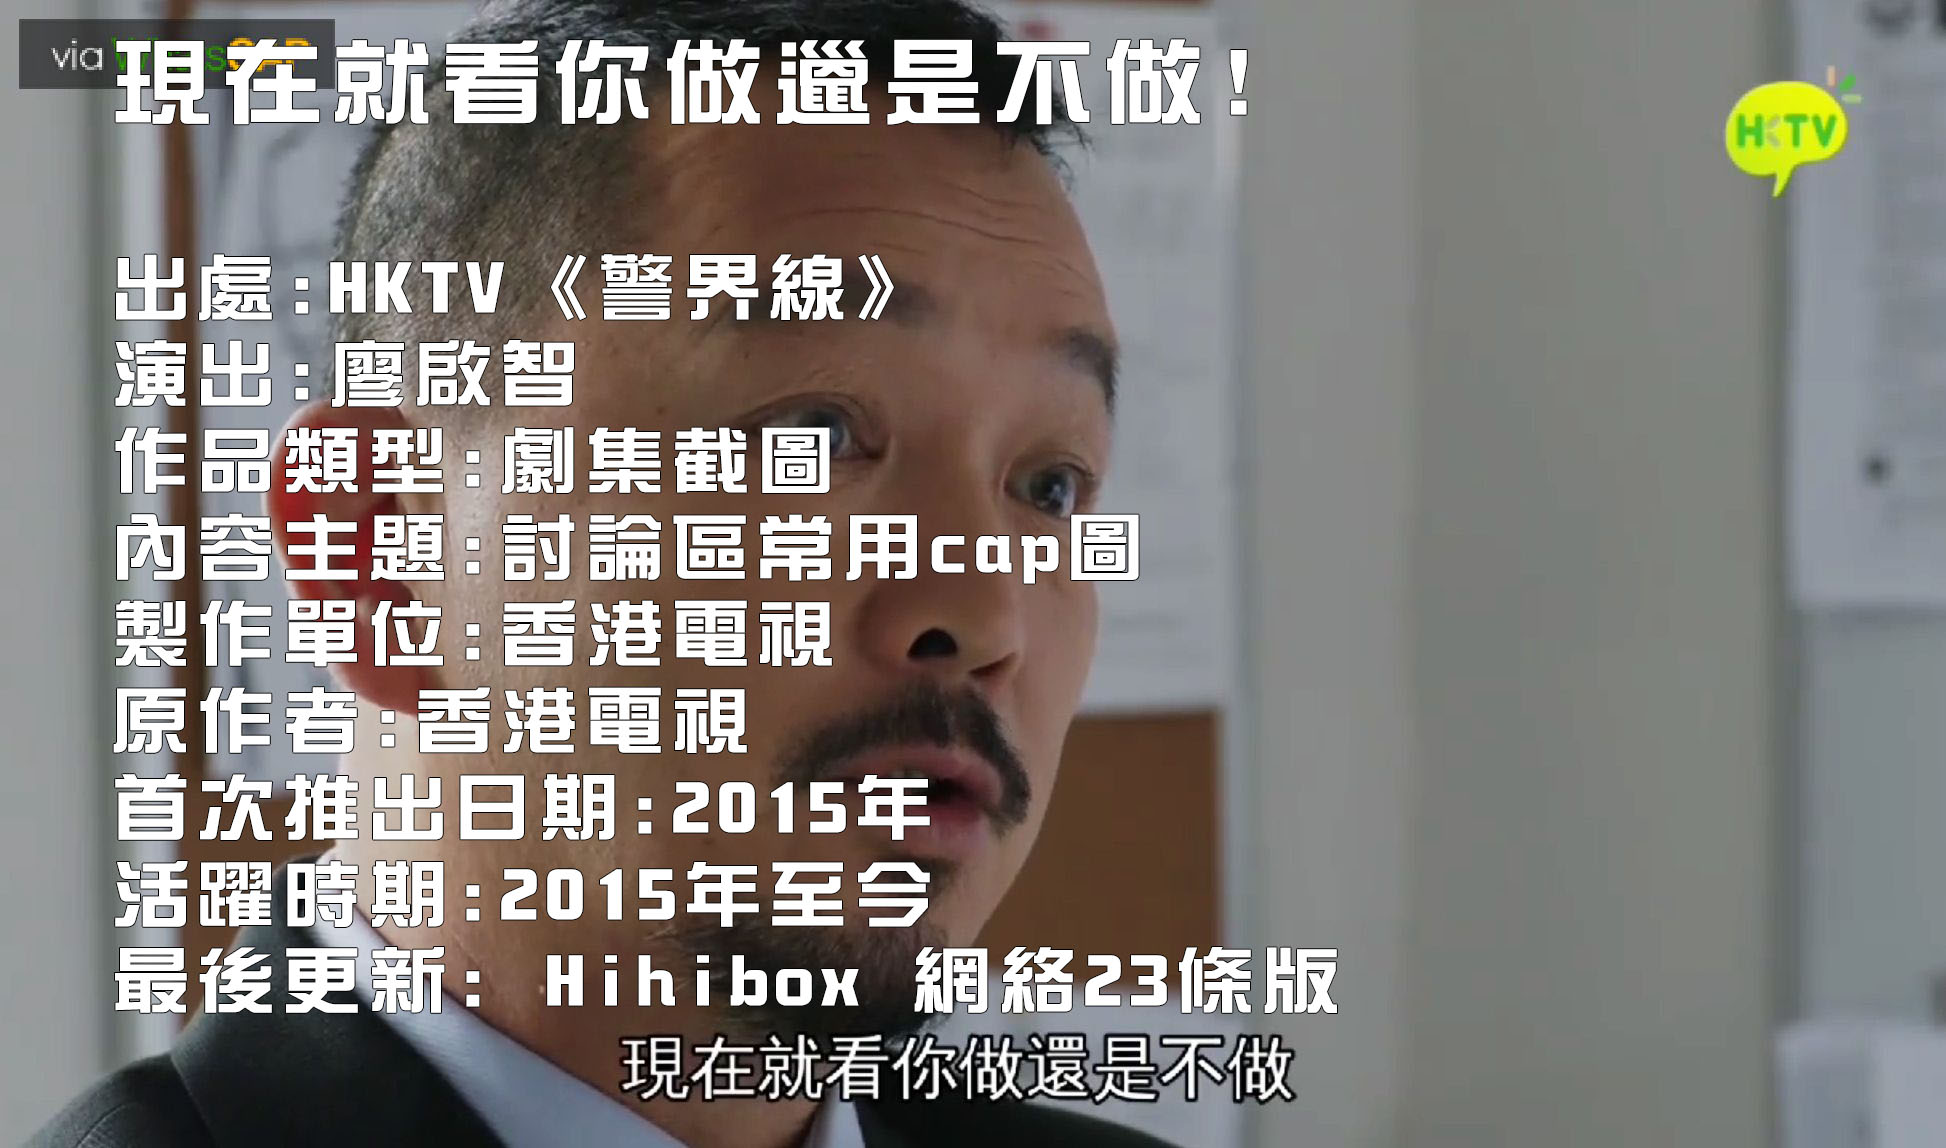 via WhatsCAP
現在就看你做還是不做!
HKTV
出處:HKTV《警界線》
演出:廖啟智
作品類型:劇集截圖
內容主題:討論區常用cap圖
製作單位:香港電視
原作者:香港電視
首次推出日期:2015年
活躍時期:2015年至今
最後更新: Hihibox 網絡23條版
現在就看你做還是不做